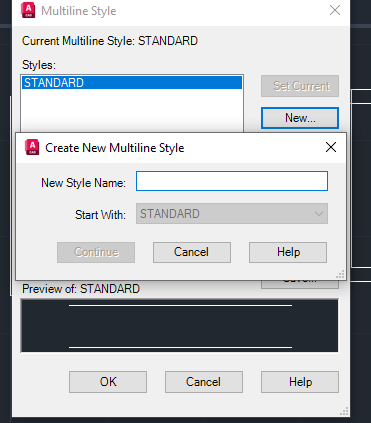 Multiline Style
Current Multiline Style: STANDARD
Styles:
STANDARD
Set Current
New...
Create New Multiline Style
New Style Name:
Start With: STANDARD
Continue Cancel Help
Preview of: STANDARD
OK Cancel Help